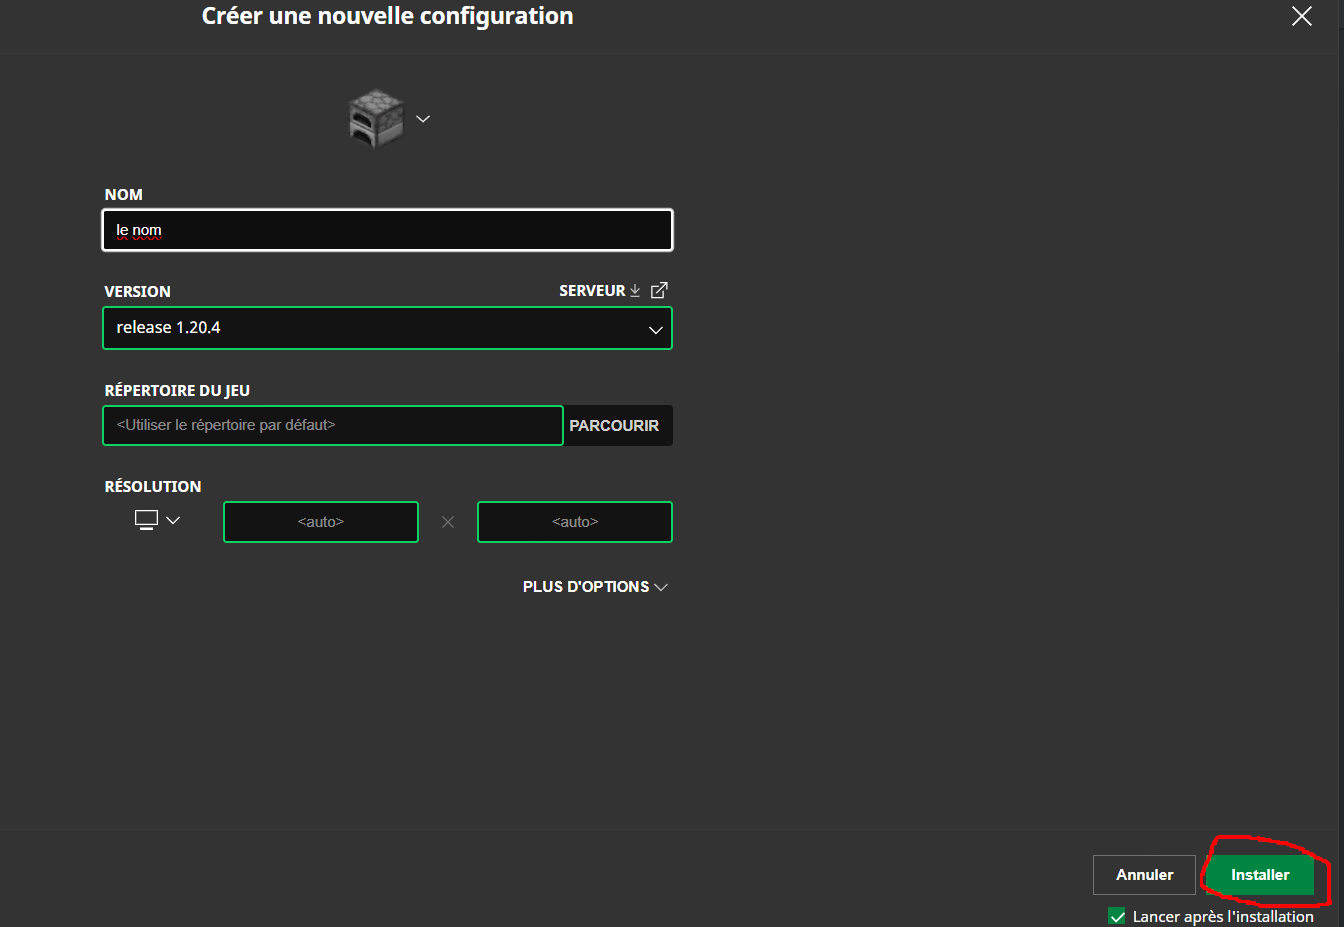 Créer une nouvelle configuration
NOM
le nom
VERSION
SERVEUR
release 1.20.4
RÉPERTOIRE DU JEU
<Utiliser le répertoire par défaut>
PARCOURIR
RÉSOLUTION
<auto>
<auto>
PLUS D'OPTIONS
Annuler
Installer
Lancer après l'installation